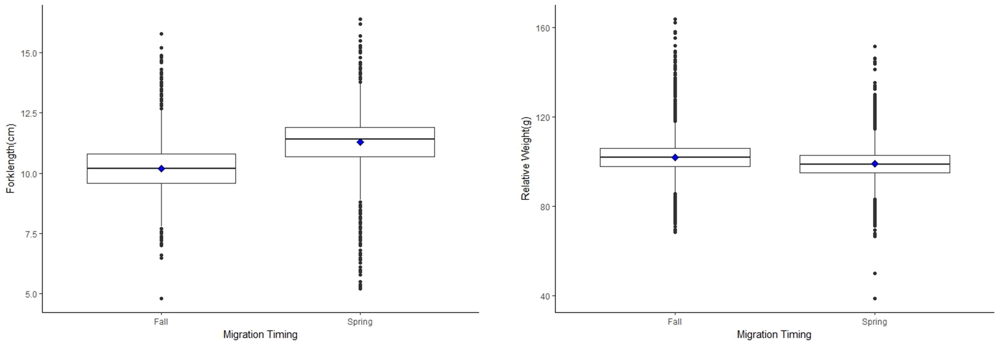 Forklength(cm)
15.0
12.5
10.0
7.5
5.0
Fall
Spring
Migration Timing
Relative Weight(g)
160
120
80
40
Fall
Spring
Migration Timing